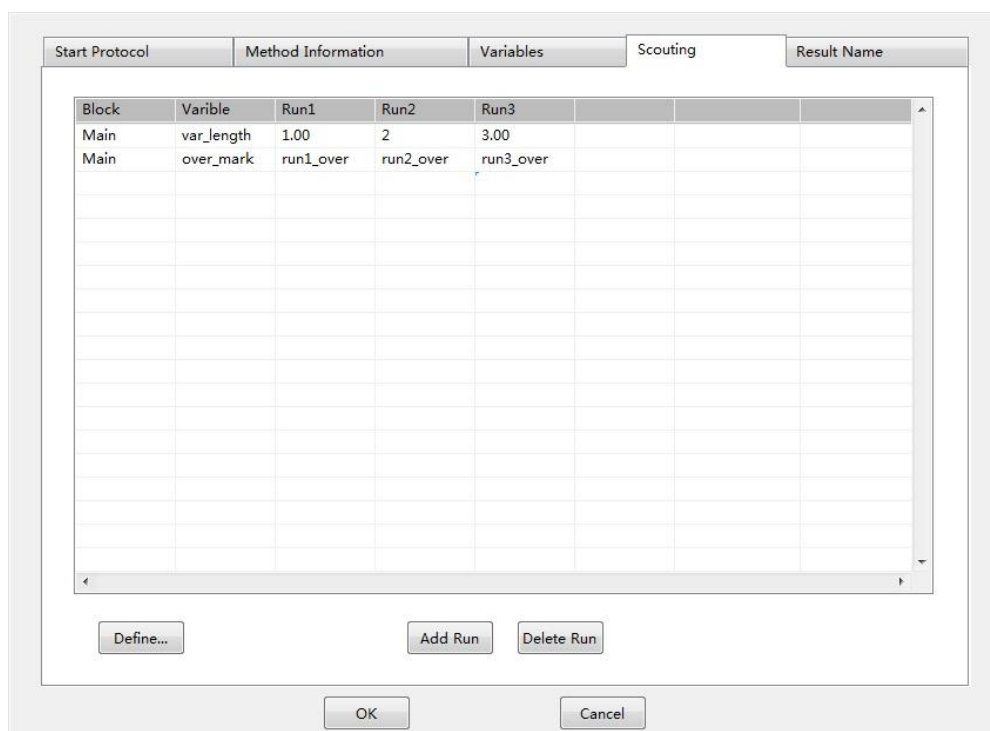 Start Protocol Method Information Variables Scouting Result Name
Block Varible Run1 Run2 Run3
Main var_length 1.00 2 3.00
Main over_mark run1_over run2_over run3_over
Define... Add Run Delete Run
OK Cancel